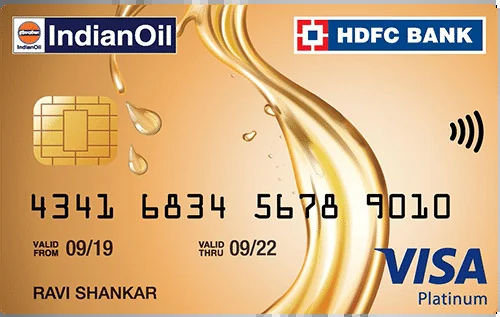 IndianOil
IndianOil
HDFC BANK
4341 6834 5678 9010
VALID FROM 09/19 VALID THRU 09/22
RAVI SHANKAR
VISA
Platinum